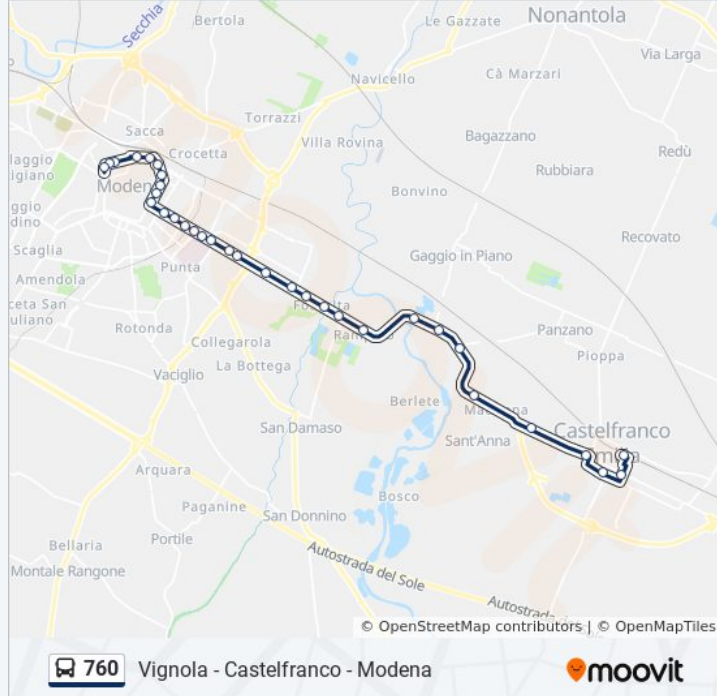 Nonantola
Le Gazzate
Bertola
Secchia
Via Larga
Cà Marzari
Navicello
Torrazzi
Sacca
Villa Rovina
Bagazzano
Crocetta
Redù
Rubbiara
Modena
Bonvino
Recovato
Scaglia
Gaggio in Piano
Punta
Amendola
Panzano
Rotonda
Collegarola
Pioppa
La Bottega
Vaciglio
Berlete
San Damaso
Sant'Anna
Castelfranco
Emilia
Arquara
Bosco
Paganine
San Donnino
Portile
Bellaria
Autostrada del Sole
Montale Rangone
© OpenStreetMap contributors | © OpenMapTiles
760 Vignola - Castelfranco - Modena
moovit